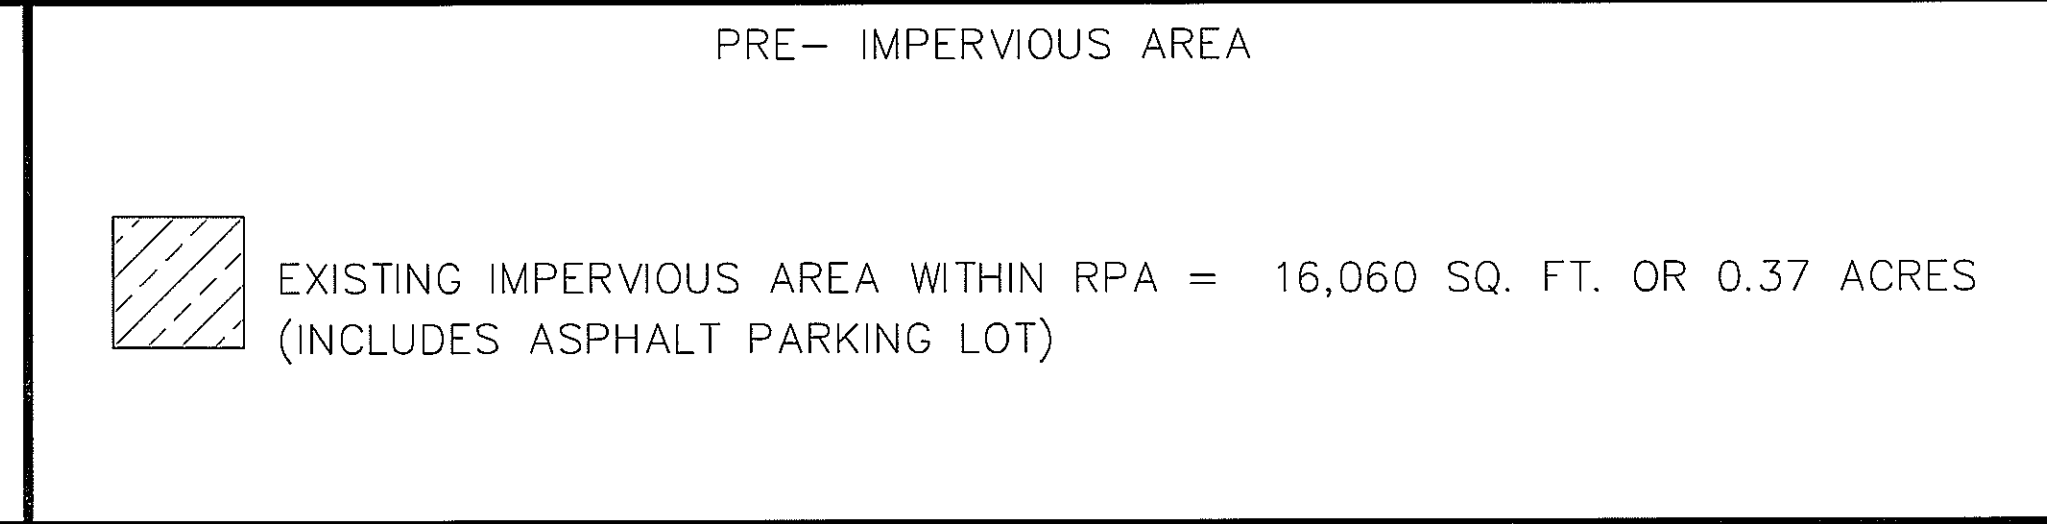 PRE- IMPERVIOUS AREA
EXISTING IMPERVIOUS AREA WITHIN RPA = 16,060 SQ. FT. OR 0.37 ACRES
(INCLUDES ASPHALT PARKING LOT)